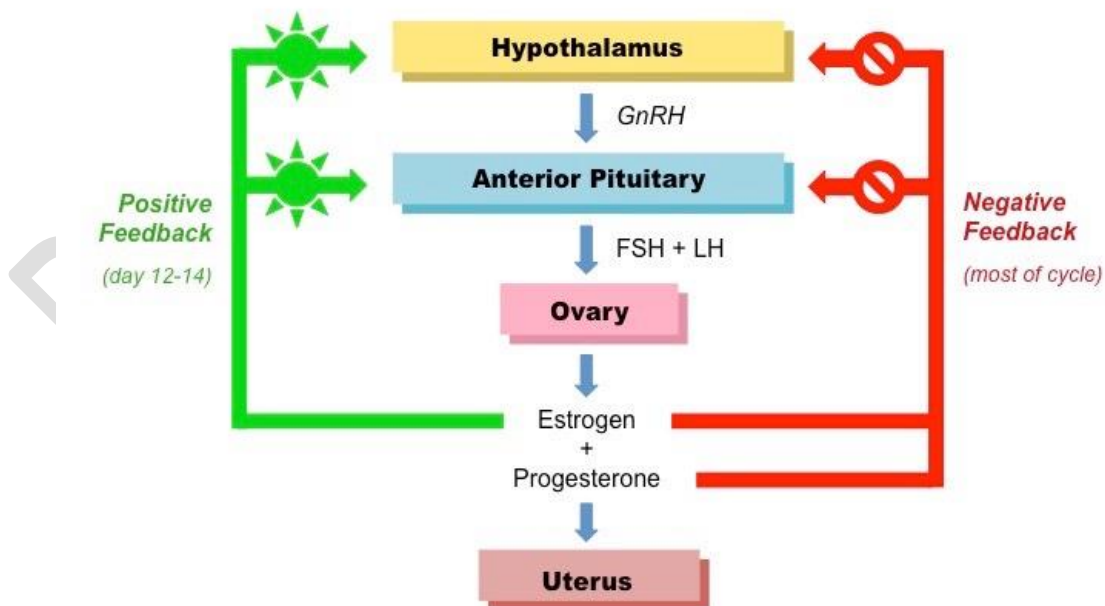 Hypothalamus
GnRH
Anterior Pituitary
Positive
Feedback
(day 12-14)
Negative
Feedback
(most of cycle)
FSH + LH
Ovary
Estrogen
+
Progesterone
Uterus